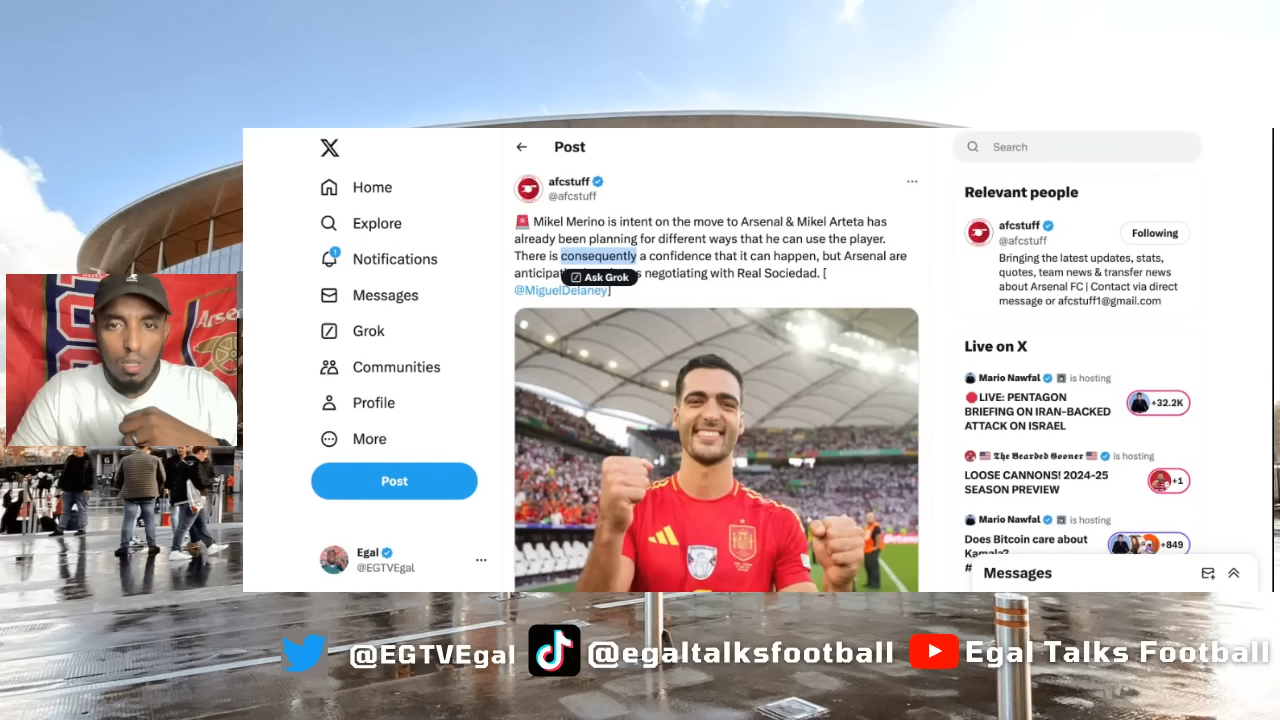 Home
Explore
1
Notifications
Messages
Grok
Communities
Profile
More
Post
Egal
@EGTVEgal
Post
afcstuff
@afcstuff
🚨 Mikel Merino is intent on the move to Arsenal & Mikel Arteta has
already been planning for different ways that he can use the player.
There is consequently a confidence that it can happen, but Arsenal are
negotiating with Real Sociedad. [
Ask Grok
@MiguelDelaney]
Search
Relevant people
afcstuff
@afcstuff
Following
Bringing the latest updates, stats,
quotes, team news & transfer news
about Arsenal FC | Contact via direct
message or afcstuff1@gmail.com
Live on X
Mario Nawfal is hosting
🔴LIVE: PENTAGON
BRIEFING ON IRAN-BACKED
ATTACK ON ISRAEL
+32.2K
🇺🇸 𝕿𝖍𝖊 𝕭𝖊𝖆𝖗𝖉𝖊𝖉 𝕲𝖔𝖔𝖓𝖊𝖗 🇺🇸 is hosting
LOOSE CANNONS! 2024-25
SEASON PREVIEW
+1
Mario Nawfal is hosting
Does Bitcoin care about
Kamala?
+849
#
Messages
Arse
@EGTVEgal
@egaltalksfootball
Egal Talks Football